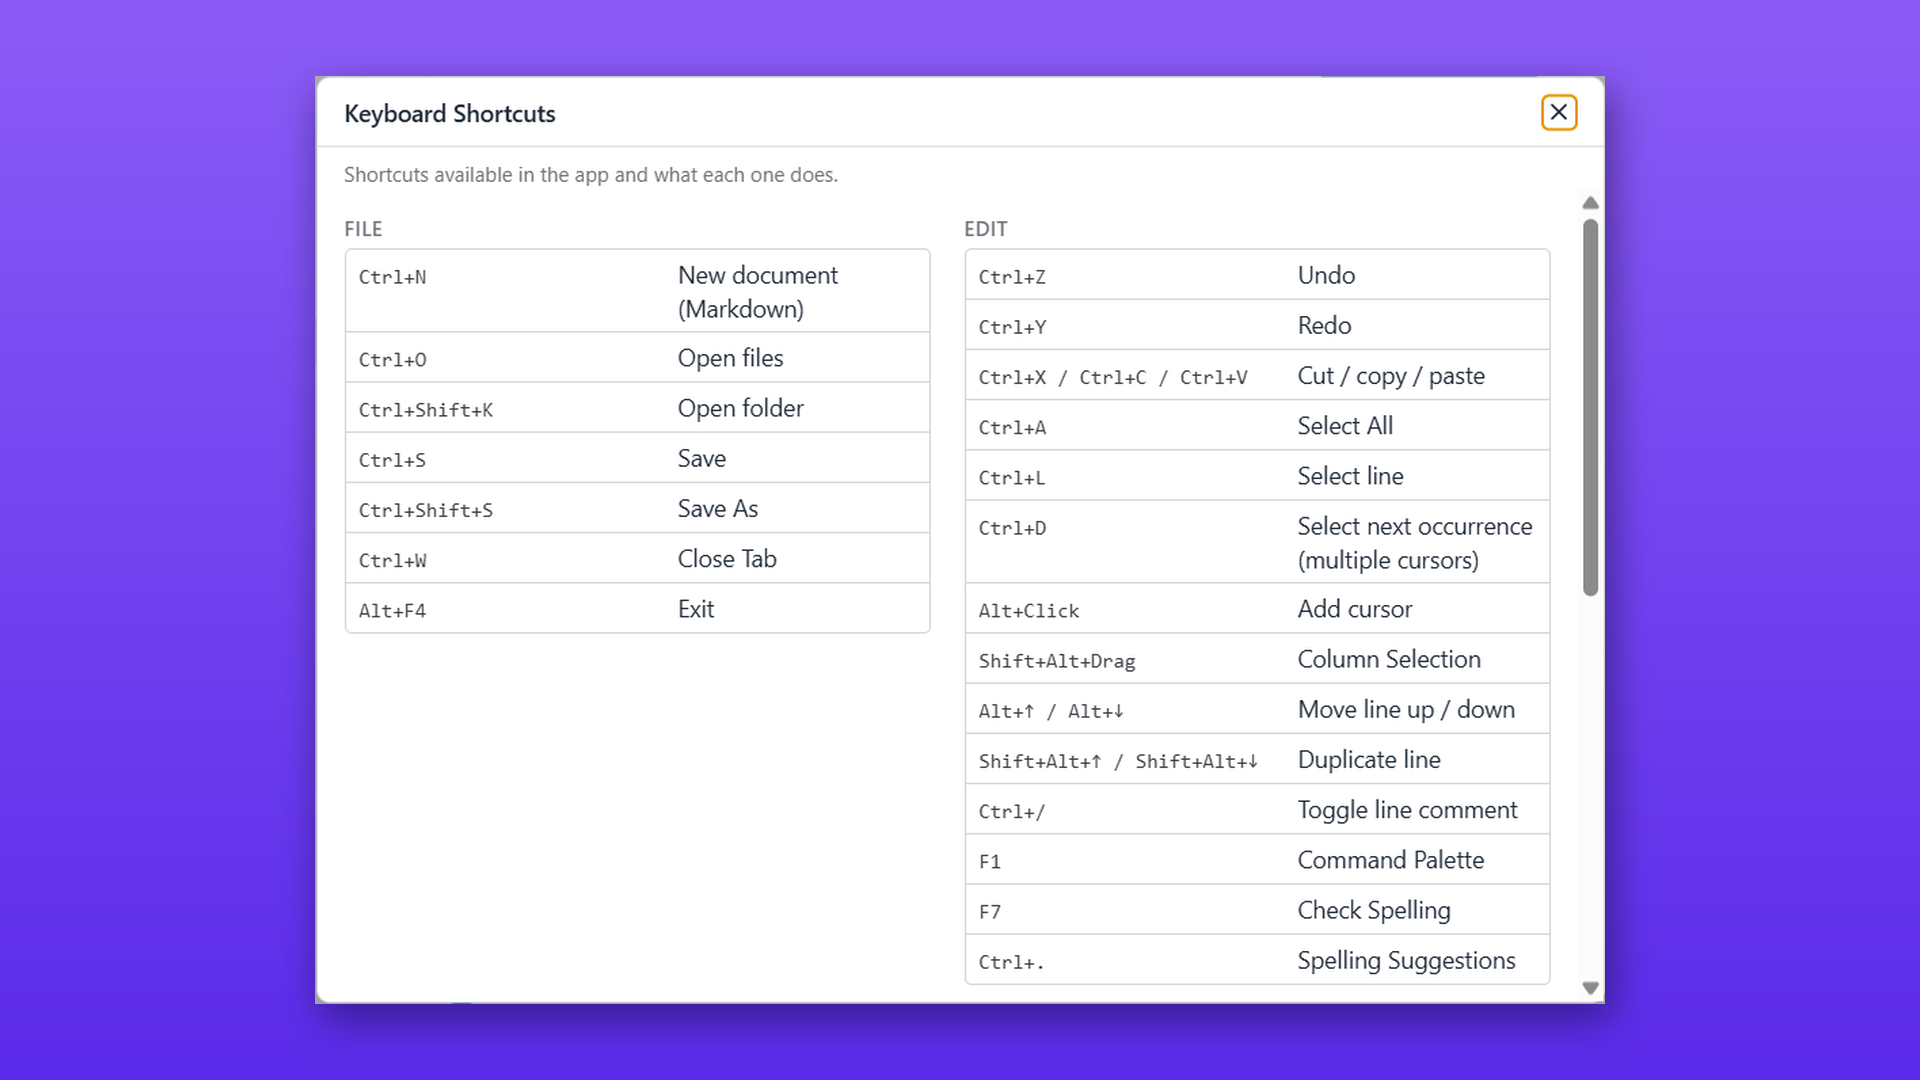 Keyboard Shortcuts
Shortcuts available in the app and what each one does.
FILE
Ctrl+N New document
(Markdown)
Ctrl+O Open files
Ctrl+Shift+K Open folder
Ctrl+S Save
Ctrl+Shift+S Save As
Ctrl+W Close Tab
Alt+F4 Exit
EDIT
Ctrl+Z Undo
Ctrl+Y Redo
Ctrl+X / Ctrl+C / Ctrl+V Cut / copy / paste
Ctrl+A Select All
Ctrl+L Select line
Ctrl+D Select next occurrence
(multiple cursors)
Alt+Click Add cursor
Shift+Alt+Drag Column Selection
Alt+↑ / Alt+↓ Move line up / down
Shift+Alt+↑ / Shift+Alt+↓ Duplicate line
Ctrl+/ Toggle line comment
F1 Command Palette
F7 Check Spelling
Ctrl+. Spelling Suggestions